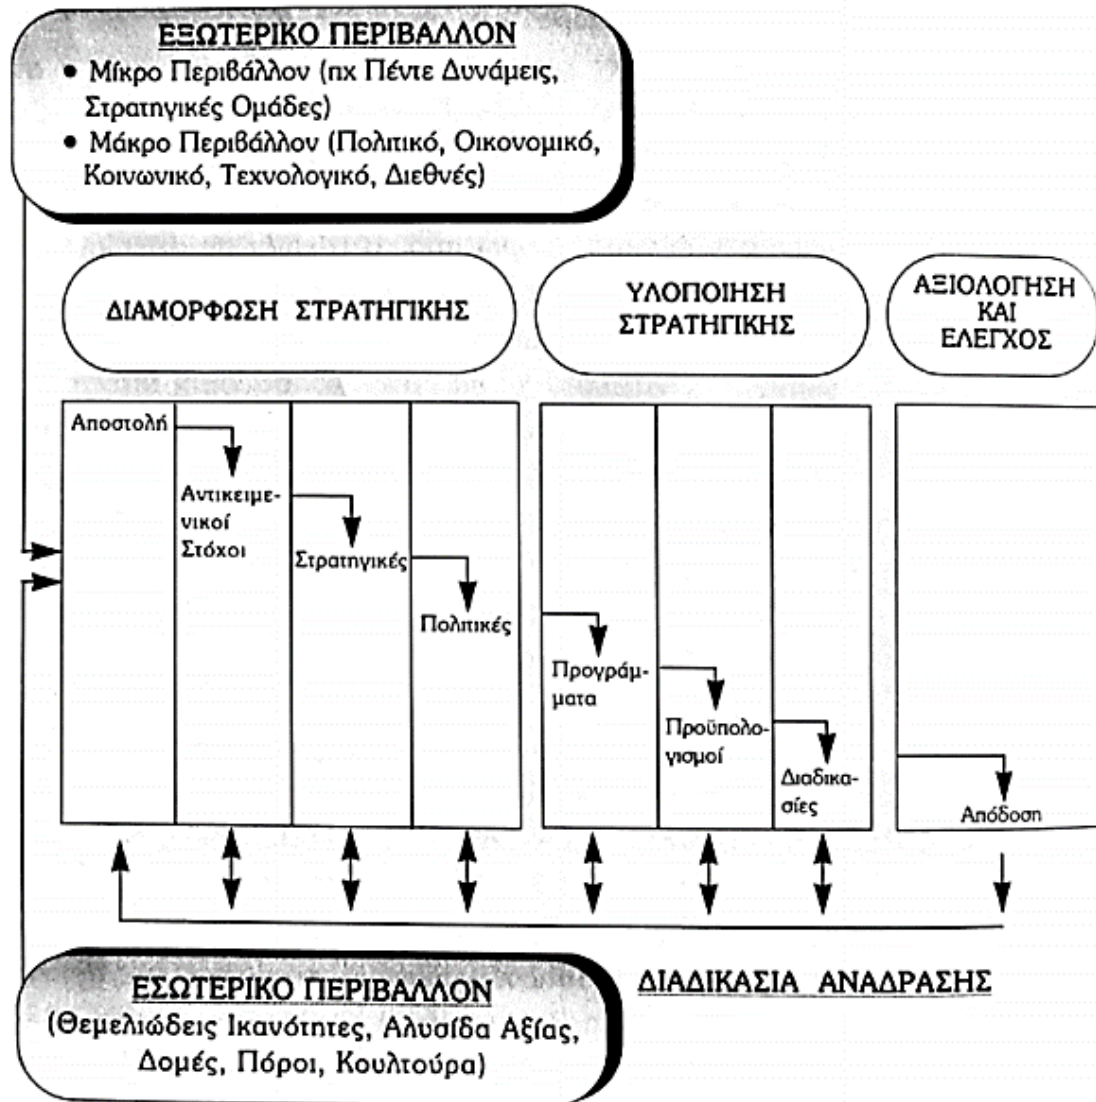 ΕΞΩΤΕΡΙΚΟ ΠΕΡΙΒΑΛΛΟΝ
• Μίκρο Περιβάλλον (πχ Πέντε Δυνάμεις,
Στρατηγικές Ομάδες)
• Μάκρο Περιβάλλον (Πολιτικό, Οικονομικό,
Κοινωνικό, Τεχνολογικό, Διεθνές)
ΔΙΑΜΟΡΦΩΣΗ ΣΤΡΑΤΗΓΙΚΗΣ
ΥΛΟΠΟΙΗΣΗ
ΣΤΡΑΤΗΓΙΚΗΣ
ΑΞΙΟΛΟΓΗΣΗ
ΚΑΙ
ΕΛΕΓΧΟΣ
Αποστολή
Αντικειμε-
νικοί
Στόχοι
Στρατηγικές
Πολιτικές
Προγράμ-
ματα
Προϋπολο-
γισμοί
Διαδικα-
σίες
Απόδοση
ΕΣΩΤΕΡΙΚΟ ΠΕΡΙΒΑΛΛΟΝ
(Θεμελιώδεις Ικανότητες, Αλυσίδα Αξίας,
Δομές, Πόροι, Κουλτούρα)
ΔΙΑΔΙΚΑΣΙΑ ΑΝΑΔΡΑΣΗΣ